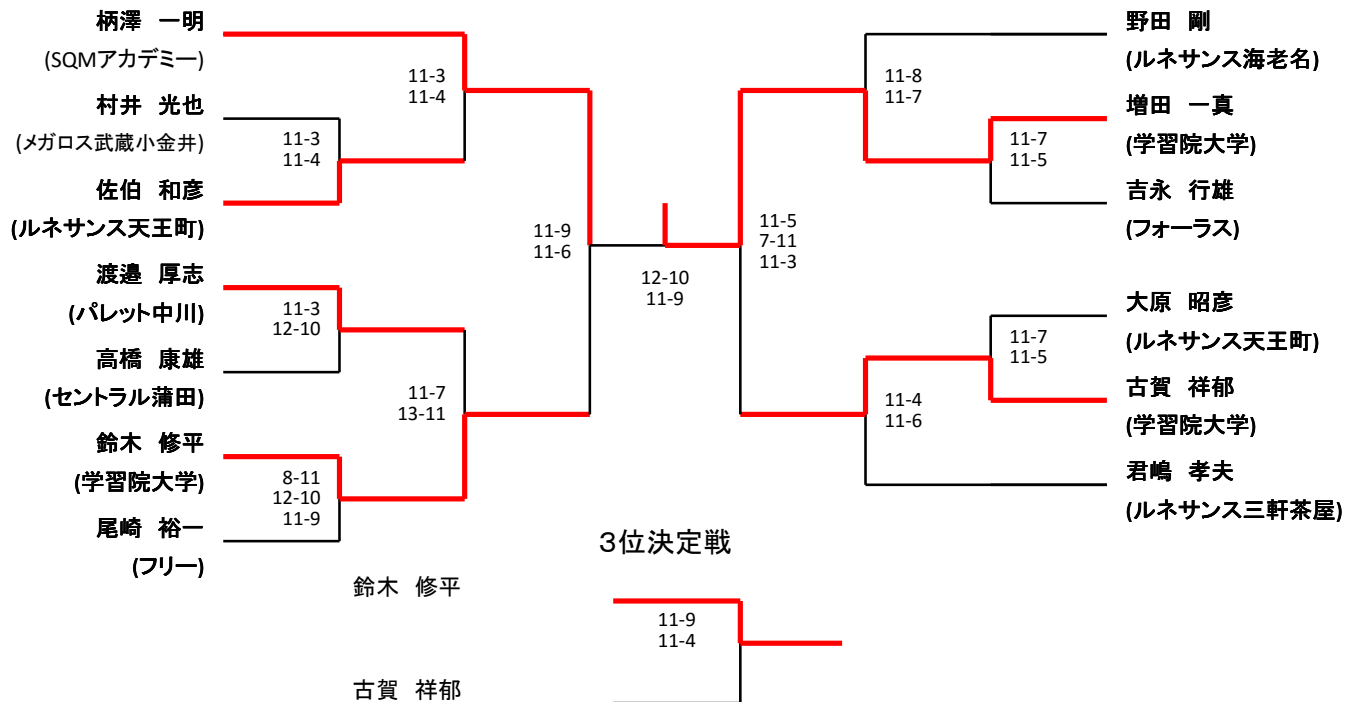 柄澤　一明
(SQMアカデミー)
村井　光也
(メガロス武蔵小金井)
佐伯　和彦
(ルネサンス天王町)
渡邉　厚志
(パレット中川)
高橋　康雄
(セントラル蒲田)
鈴木　修平
(学習院大学)
尾崎　裕一
(フリー)
11-3
11-4
11-3
11-4
11-3
12-10
11-7
13-11
8-11
12-10
11-9
11-9
11-6
12-10
11-9
11-5
7-11
11-3
11-8
11-7
11-7
11-5
11-7
11-5
11-4
11-6
野田　剛
(ルネサンス海老名)
増田　一真
(学習院大学)
吉永　行雄
(フォーラス)
大原　昭彦
(ルネサンス天王町)
古賀　祥郁
(学習院大学)
君嶋　孝夫
(ルネサンス三軒茶屋)
３位決定戦
鈴木　修平
11-9
11-4
古賀　祥郁